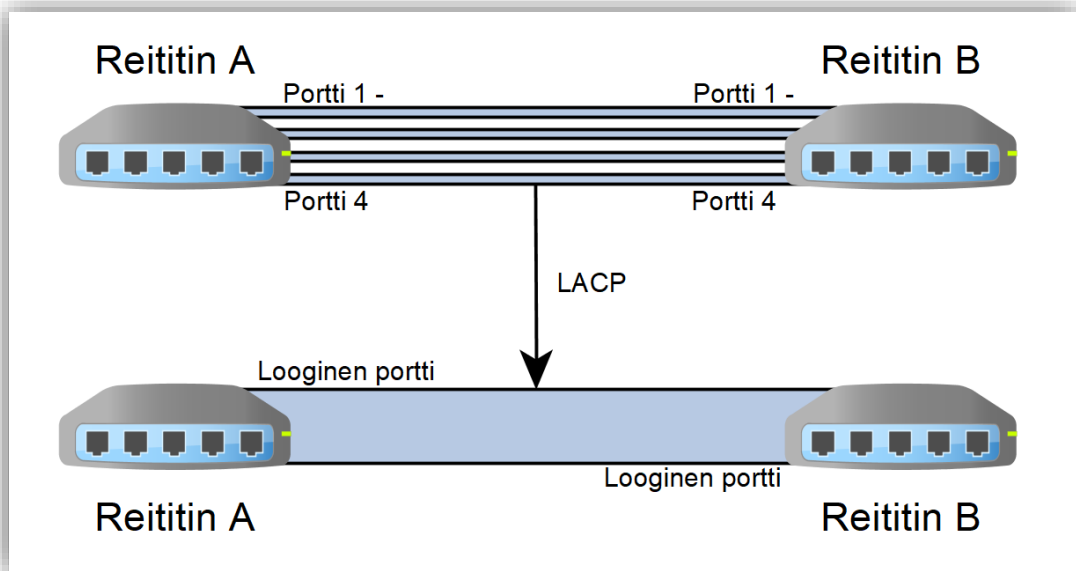 Reititin A
Reititin B
Portti 1 -
Portti 1 -
Portti 4
Portti 4
LACP
Looginen portti
Looginen portti
Reititin A
Reititin B